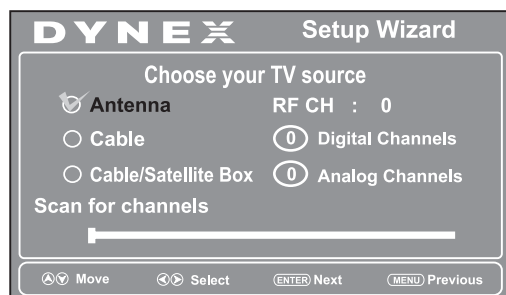 DYNEX Setup Wizard
Choose your TV source
Antenna RF CH : 0
Cable 0 Digital Channels
Cable/Satellite Box 0 Analog Channels
Scan for channels
Move Select ENTER Next MENU Previous